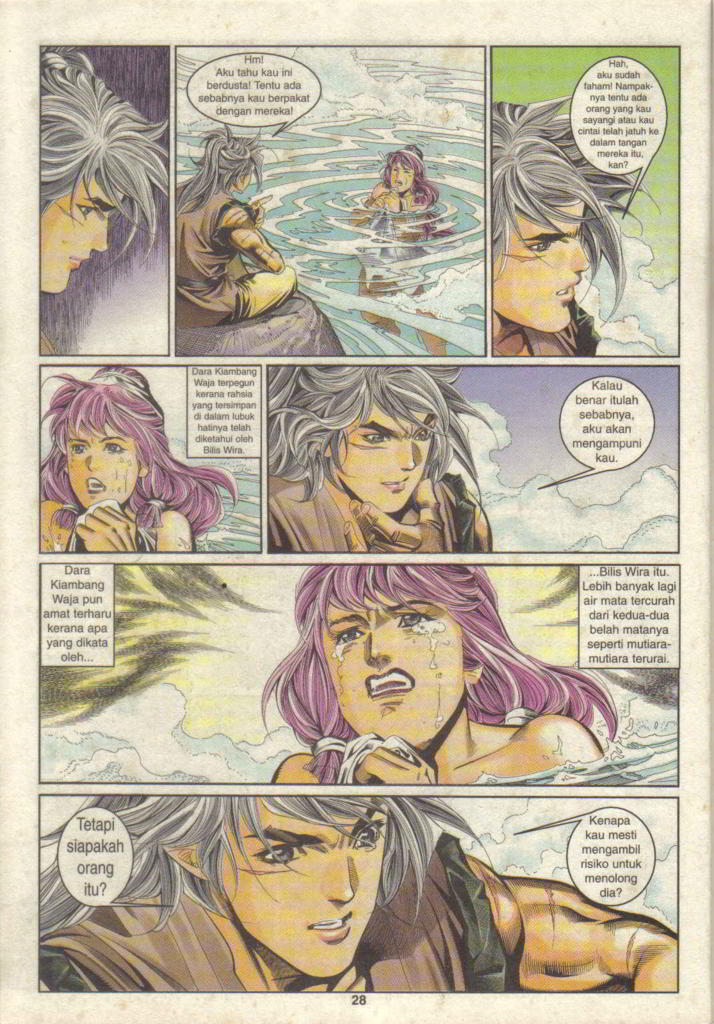 Hm!
Aku tahu kau ini
berdusta! Tentu ada
sebabnya kau berpakat
dengan mereka!
Hah,
aku sudah
faham! Nampak-
nya tentu ada
orang yang kau
sayangi atau kau
cintai telah jatuh ke
dalam tangan
mereka itu,
kan?
Dara Kiambang
Waja terpegun
kerana rahsia
yang tersimpan
di dalam lubuk
hatinya telah
diketahui oleh
Bilis Wira.
Kalau
benar itulah
sebabnya,
aku akan
mengampuni
kau.
Dara
Kiambang
Waja pun
amat terharu
kerana apa
yang dikata
oleh...
...Bilis Wira itu.
Lebih banyak lagi
air mata tercurah
dari kedua-dua
belah matanya
seperti mutiara-
mutiara terurai.
Tetapi
siapakah
orang
itu?
Kenapa
kau mesti
mengambil
risiko untuk
menolong
dia?
28